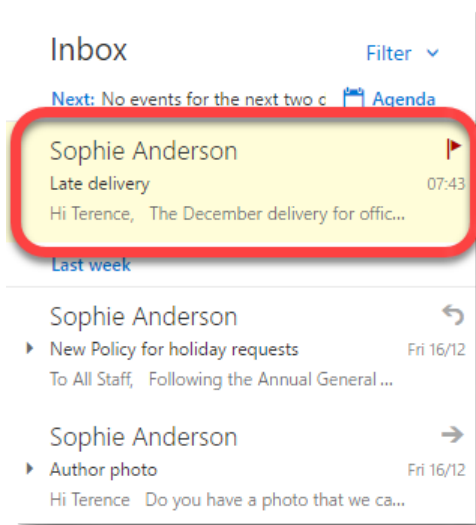 Inbox
Filter
Next: No events for the next two c Agenda
Sophie Anderson
Late delivery 07:43
Hi Terence, The December delivery for offic...
Last week
Sophie Anderson
New Policy for holiday requests Fri 16/12
To All Staff, Following the Annual General ...
Sophie Anderson
Author photo Fri 16/12
Hi Terence Do you have a photo that we ca...